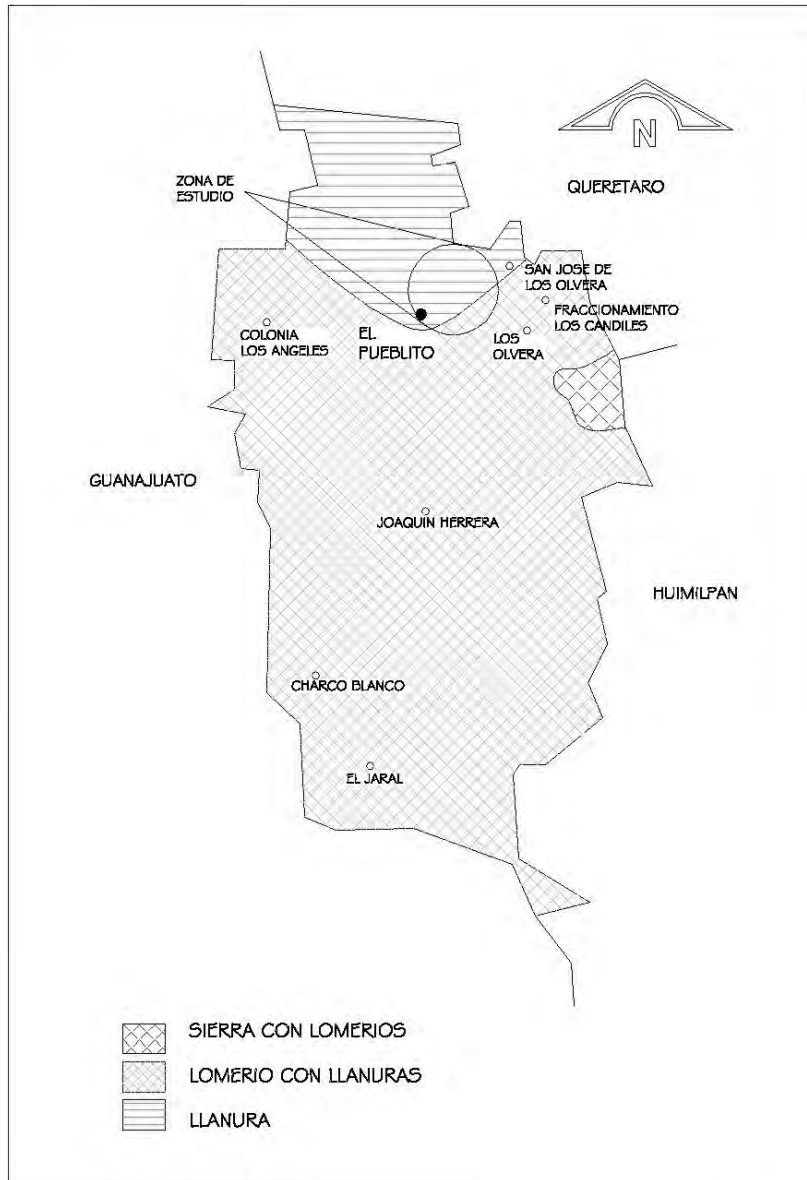 N
ZONA DE
ESTUDIO
QUERETARO
SAN JOSE DE
LOS OLVERA
FRACCIONAMIENTO
LOS CANDILES
COLONIA
LOS ANGELES
EL
PUEBLITO
LOS
OLVERA
GUANAJUATO
JOAQUIN HERRERA
HUIMILPAN
CHARCO BLANCO
EL JARAL
SIERRA CON LOMERIOS
LOMERIO CON LLANURAS
LLANURA